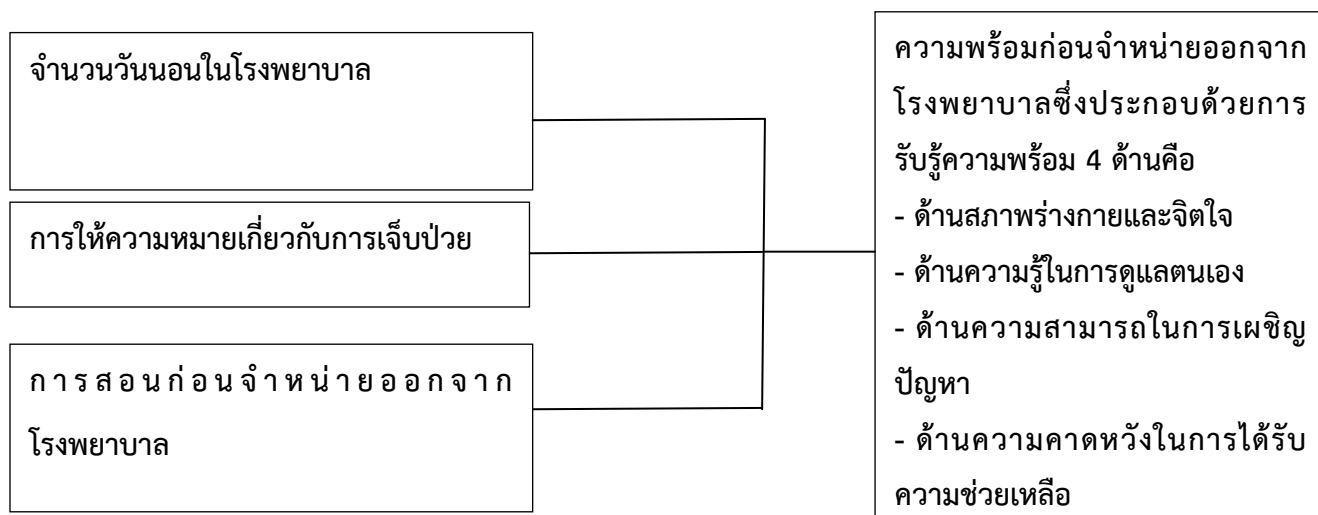 จำนวนวันนอนในโรงพยาบาล
การให้ความหมายเกี่ยวกับการเจ็บป่วย
การสอนก่อนจำหน่ายออกจาก
โรงพยาบาล
ความพร้อมก่อนจำหน่ายออกจาก
โรงพยาบาลซึ่งประกอบด้วยการ
รับรู้ความพร้อม 4 ด้านคือ
- ด้านสภาพร่างกายและจิตใจ
- ด้านความรู้ในการดูแลตนเอง
- ด้านความสามารถในการเผชิญ
ปัญหา
- ด้านความคาดหวังในการได้รับ
ความช่วยเหลือ